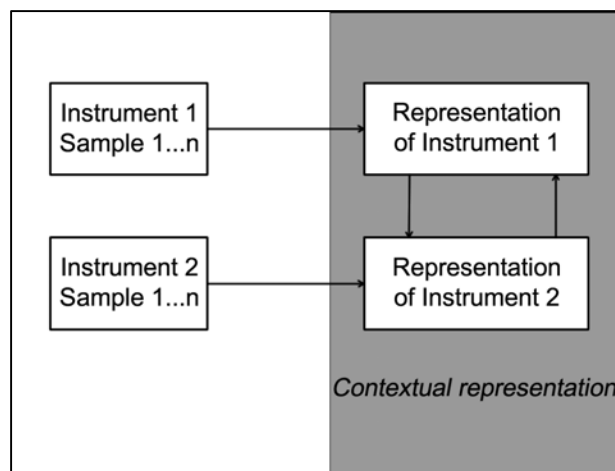 Instrument 1
Sample 1...n
Representation
of Instrument 1
Instrument 2
Sample 1...n
Representation
of Instrument 2
Contextual representation